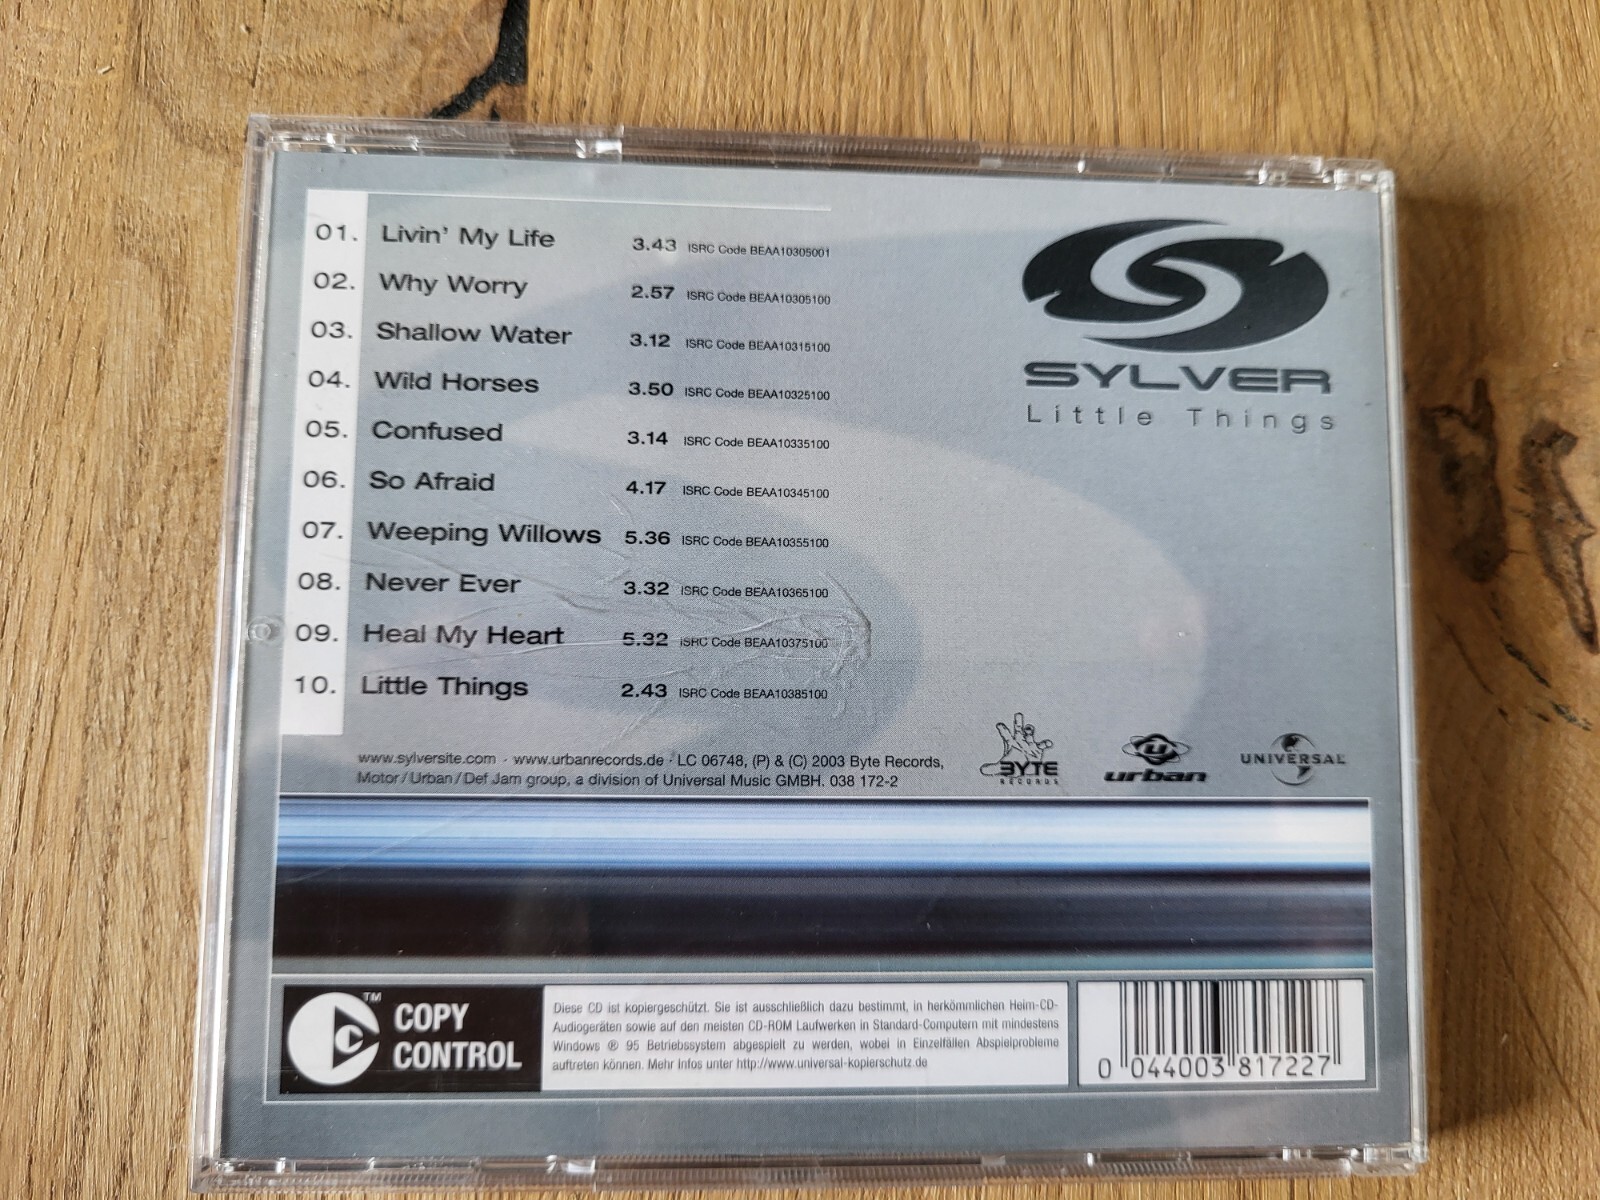 01. Livin' My Life 3.43 ISRC Code BEAA10305001
02. Why Worry 2.57 ISRC Code BEAA10305100
03. Shallow Water 3.12 ISRC Code BEAA10315100
04. Wild Horses 3.50 ISRC Code BEAA10325100
05. Confused 3.14 ISRC Code BEAA10335100
06. So Afraid 4.17 ISRC Code BEAA10345100
07. Weeping Willows 5.36 ISRC Code BEAA10355100
08. Never Ever 3.32 ISRC Code BEAA10365100
09. Heal My Heart 5.32 ISRC Code BEAA10375100
10. Little Things 2.43 ISRC Code BEAA10385100
SYLVER
Little Things
www.sylversite.com · www.urbanrecords.de · LC 06748, (P) & (C) 2003 Byte Records,
Motor/Urban/Def Jam group, a division of Universal Music GMBH. 038 172-2
BYTE
RECORDS
urban
UNIVERSAL
TM
COPY
CONTROL
Diese CD ist kopiergeschützt. Sie ist ausschließlich dazu bestimmt, in herkömmlichen Heim-CD-
Audiogeräten sowie auf den meisten CD-ROM Laufwerken in Standard-Computern mit mindestens
Windows ® 95 Betriebssystem abgespielt zu werden, wobei in Einzelfällen Abspielprobleme
auftreten können. Mehr Infos unter http://www.universal-kopierschutz.de
0 044003 817227